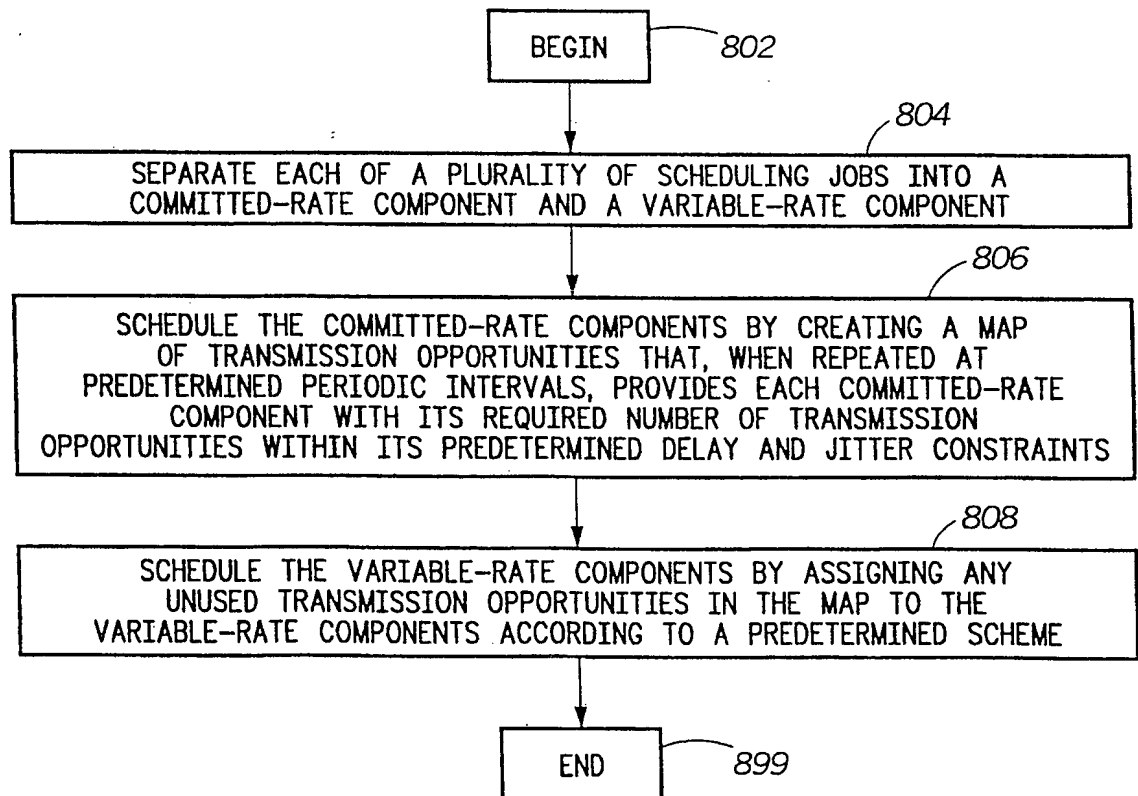 BEGIN
802
804
SEPARATE EACH OF A PLURALITY OF SCHEDULING JOBS INTO A
COMMITTED-RATE COMPONENT AND A VARIABLE-RATE COMPONENT
806
SCHEDULE THE COMMITTED-RATE COMPONENTS BY CREATING A MAP
OF TRANSMISSION OPPORTUNITIES THAT, WHEN REPEATED AT
PREDETERMINED PERIODIC INTERVALS, PROVIDES EACH COMMITTED-RATE
COMPONENT WITH ITS REQUIRED NUMBER OF TRANSMISSION
OPPORTUNITIES WITHIN ITS PREDETERMINED DELAY AND JITTER CONSTRAINTS
808
SCHEDULE THE VARIABLE-RATE COMPONENTS BY ASSIGNING ANY
UNUSED TRANSMISSION OPPORTUNITIES IN THE MAP TO THE
VARIABLE-RATE COMPONENTS ACCORDING TO A PREDETERMINED SCHEME
END
899